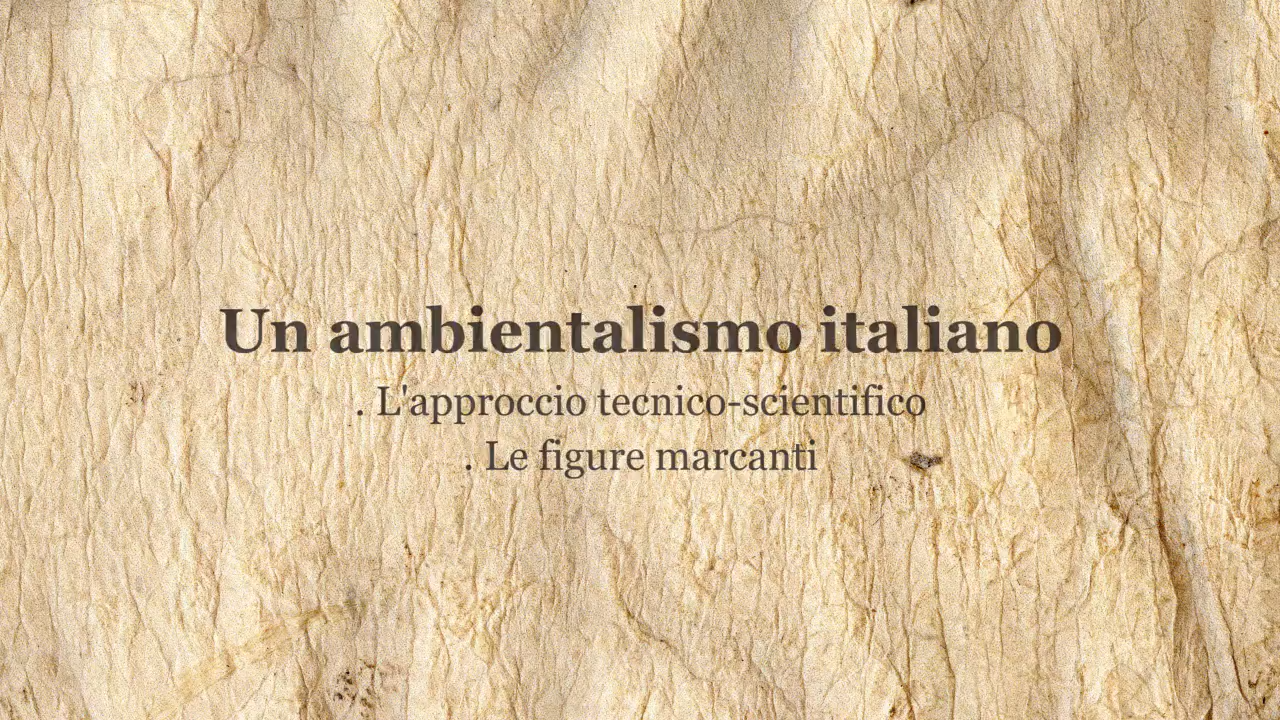 Un ambientalismo italiano
. L'approccio tecnico-scientifico
. Le figure marcanti